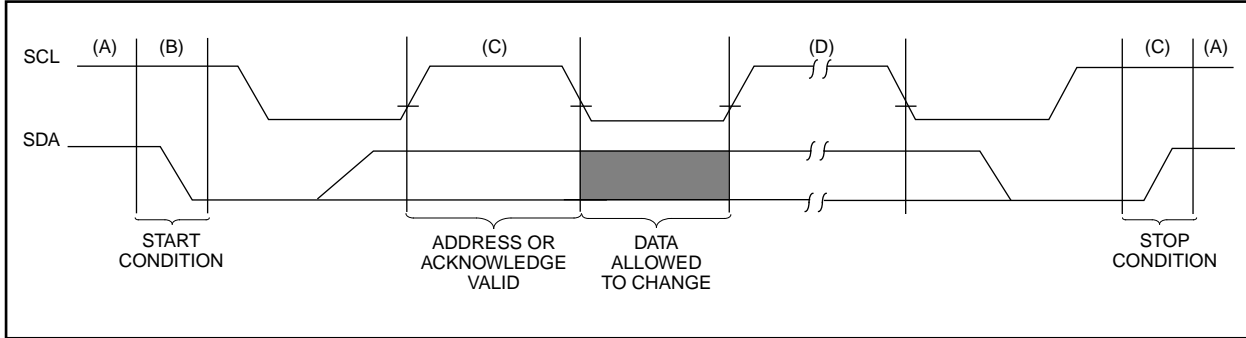 (A) (B) (C) (D) (C) (A)
SCL
SDA
START
CONDITION
ADDRESS OR
ACKNOWLEDGE
VALID
DATA
ALLOWED
TO CHANGE
STOP
CONDITION